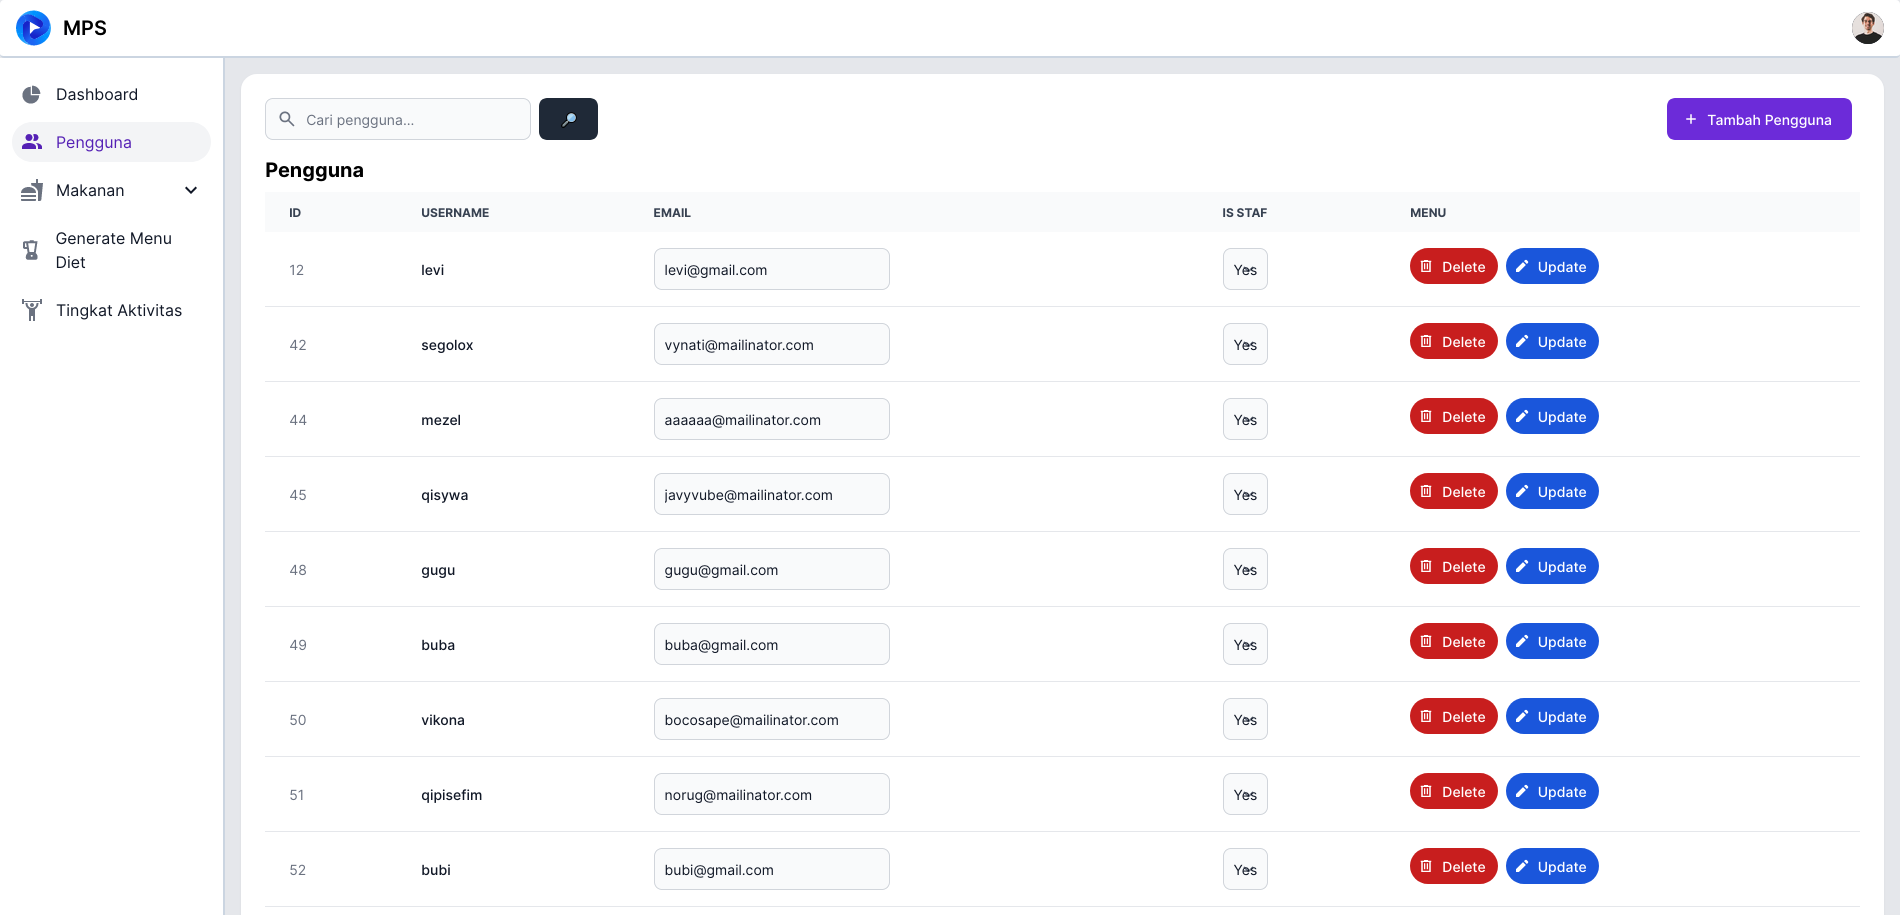 MPS
Dashboard
Pengguna
Makanan
Generate Menu
Diet
Tingkat Aktivitas
Cari pengguna...
+ Tambah Pengguna
Pengguna
ID USERNAME EMAIL IS STAF MENU
12 levi levi@gmail.com Yes Delete Update
42 segolox vynati@mailinator.com Yes Delete Update
44 mezel aaaaaa@mailinator.com Yes Delete Update
45 qisywa javyvube@mailinator.com Yes Delete Update
48 gugu gugu@gmail.com Yes Delete Update
49 buba buba@gmail.com Yes Delete Update
50 vikona bocosape@mailinator.com Yes Delete Update
51 qipisefim norug@mailinator.com Yes Delete Update
52 bubi bubi@gmail.com Yes Delete Update